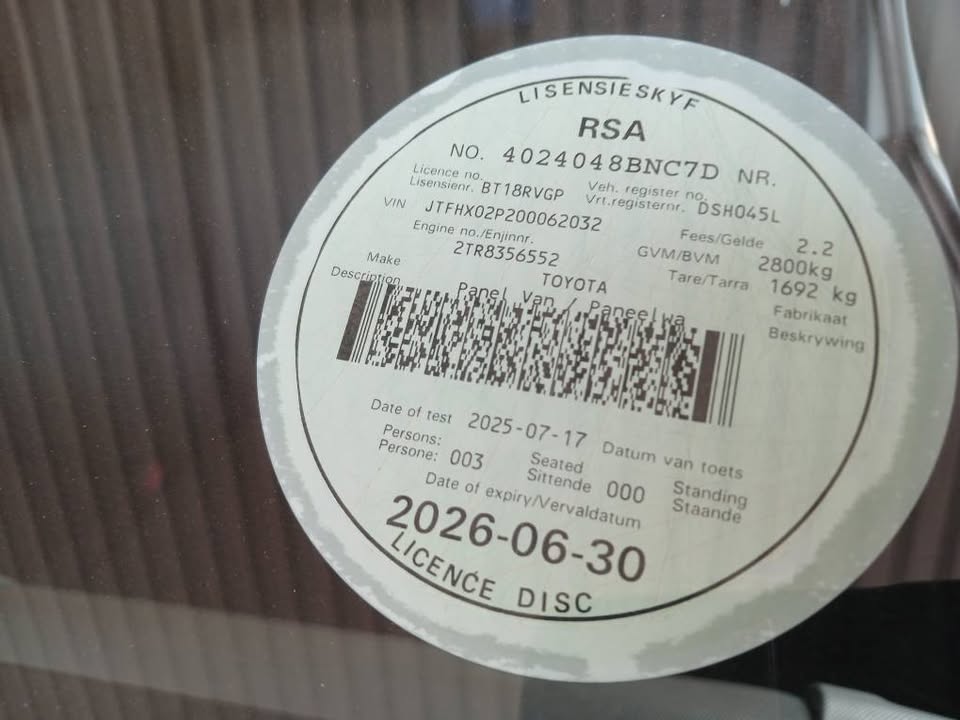 LISENSIESKYF
RSA
NO. 4024048BNC7D NR.
Licence no. Veh. register no.
Lisensienr. BT18RVGP Vrt.registernr. DSH045L
VIN JTFHX02P200062032 Fees/Gelde 2.2
Engine no./Enjinnr. GVM/BVM 2800kg
2TR8356552 Tare/Tarra 1692 kg
Make TOYOTA Fabrikaat
Description Panel van / Paneelwa Beskrywing
Date of test 2025-07-17 Datum van toets
Persons: Seated Standing
Persone: 003 Sittende 000 Staande
Date of expiry/Vervaldatum
2026-06-30
LICENCE DISC